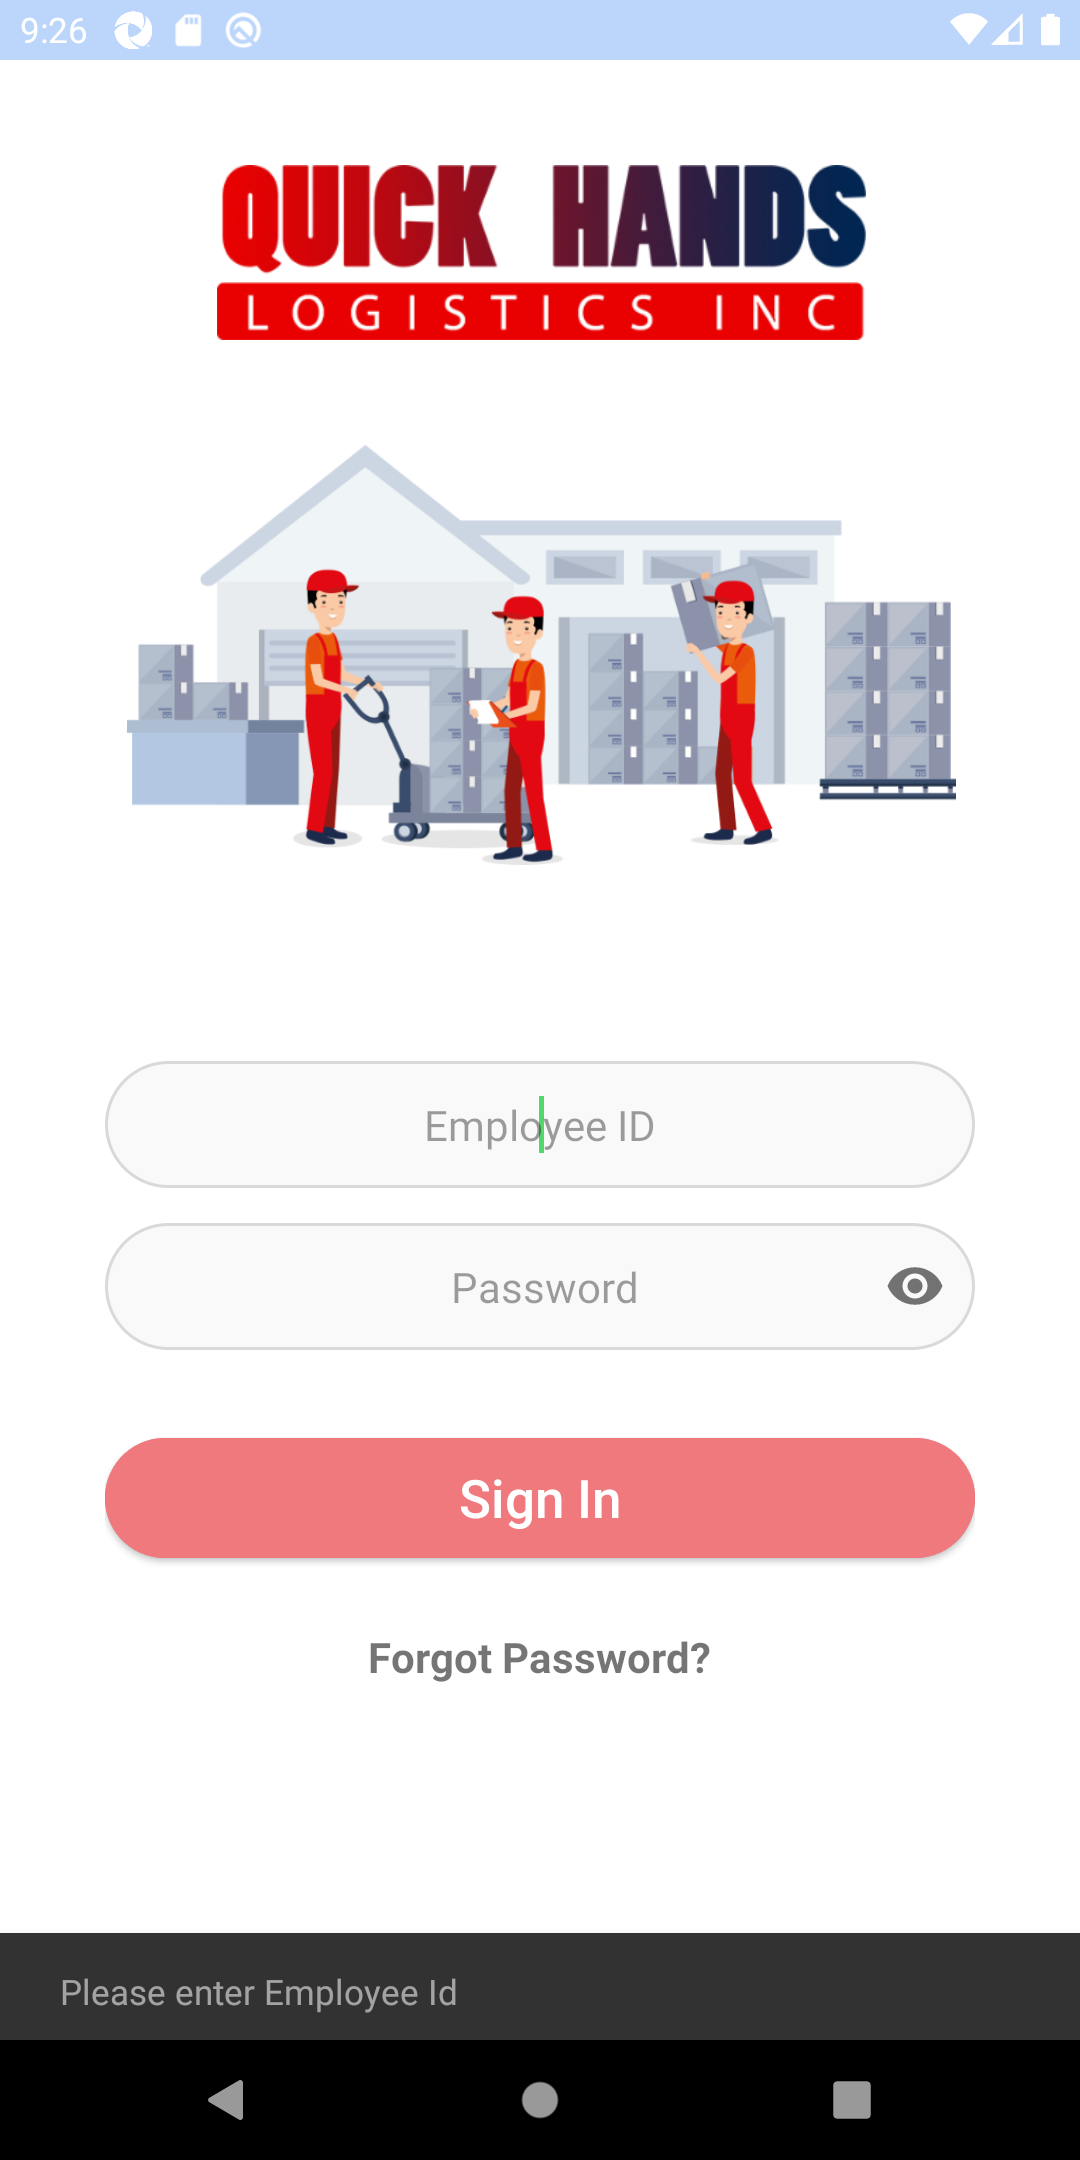 9:26
QUICK HANDS
LOGISTICS INC
Employee ID
Password
Sign In
Forgot Password?
Please enter Employee Id